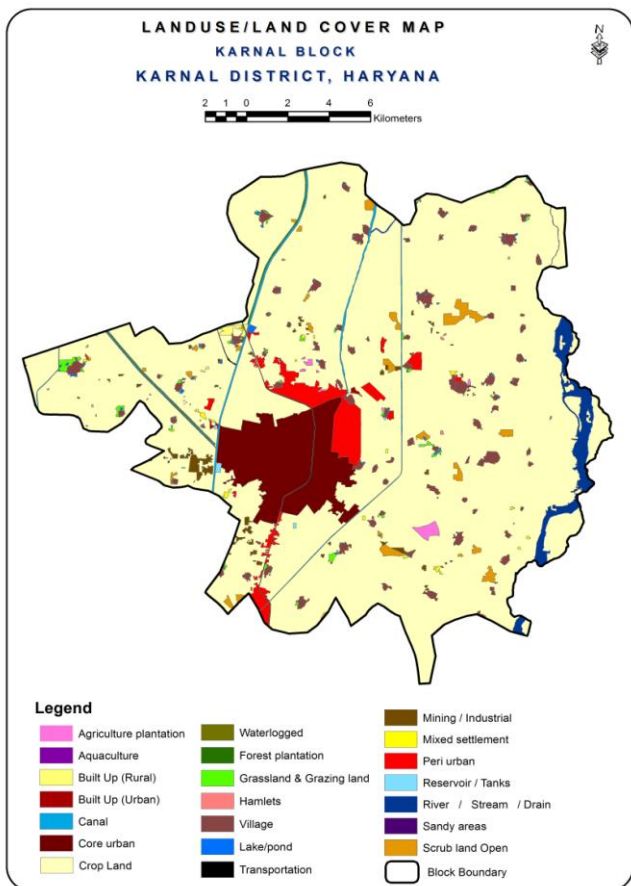 LANDUSE/LAND COVER MAP
KARNAL BLOCK
KARNAL DISTRICT, HARYANA
N
2 1 0 2 4 6
Kilometers
Legend
Agriculture plantation
Aquaculture
Built Up (Rural)
Built Up (Urban)
Canal
Core urban
Crop Land
Waterlogged
Forest plantation
Grassland & Grazing land
Hamlets
Village
Lake/pond
Transportation
Mining / Industrial
Mixed settlement
Peri urban
Reservoir / Tanks
River / Stream / Drain
Sandy areas
Scrub land Open
Block Boundary